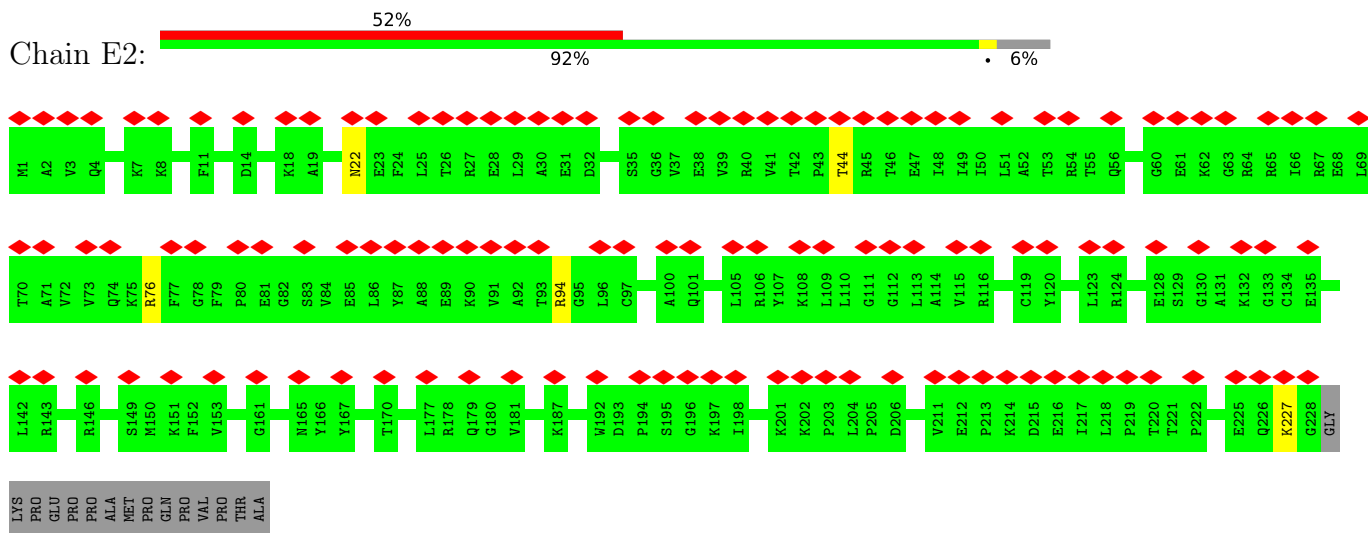 52%
Chain E2:
92% • 6%
M1 A2 V3 Q4 K7 K8 F11 D14 K18 A19 N22 E23 F24 L25 T26 R27 E28 L29 A30 E31 D32 S35 G36 V37 E38 V39 R40 V41 T42 P43 T44 R45 T46 E47 I48 I49 I50 L51 A52 T53 R54 T55 Q56 G60 E61 K62 G63 R64 R65 I66 R67 E68 L69
T70 A71 V72 V73 Q74 K75 R76 F77 G78 F79 P80 E81 G82 S83 V84 E85 L86 Y87 A88 E89 K90 V91 A92 T93 R94 G95 L96 C97 A100 Q101 L105 R106 Y107 K108 L109 L110 G111 G112 L113 A114 V115 R116 C119 Y120 L123 R124 E128 S129 G130 A131 K132 G133 C134 E135
L142 R143 R146 S149 M150 K151 F152 V153 G161 N165 Y166 Y167 T170 L177 R178 Q179 G180 V181 K187 W192 D193 P194 S195 G196 K197 I198 K201 K202 P203 L204 P205 D206 V211 E212 P213 K214 D215 E216 I217 L218 P219 T220 T221 P222 E225 Q226 K227 G228 GLY
LYS PRO GLU PRO PRO ALA MET PRO GLN PRO VAL PRO THR ALA